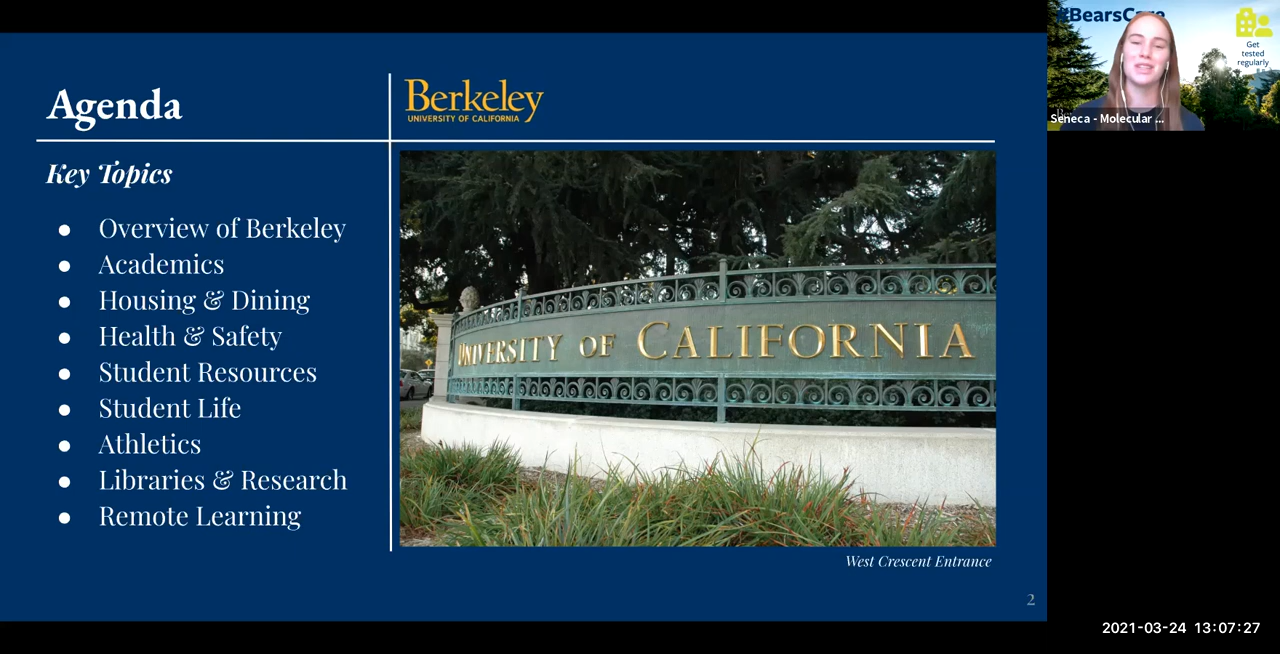 Agenda
Berkeley
UNIVERSITY OF CALIFORNIA
Key Topics
● Overview of Berkeley
● Academics
● Housing & Dining
● Health & Safety
● Student Resources
● Student Life
● Athletics
● Libraries & Research
● Remote Learning
UNIVERSITY OF CALIFORNIA
West Crescent Entrance
2
#BearsCare
Get
tested
regularly
Seneca - Molecular ...
2021-03-24 13:07:27